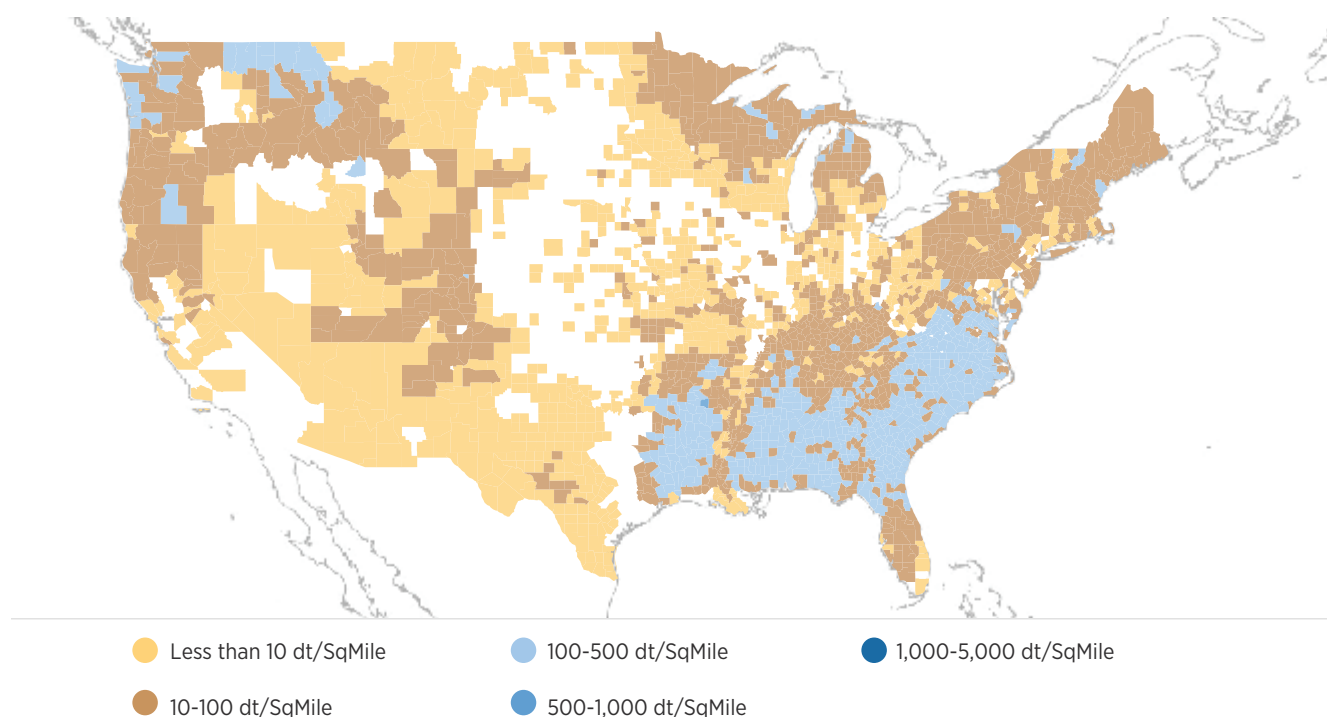 Less than 10 dt/SqMile
100-500 dt/SqMile
1,000-5,000 dt/SqMile
10-100 dt/SqMile
500-1,000 dt/SqMile